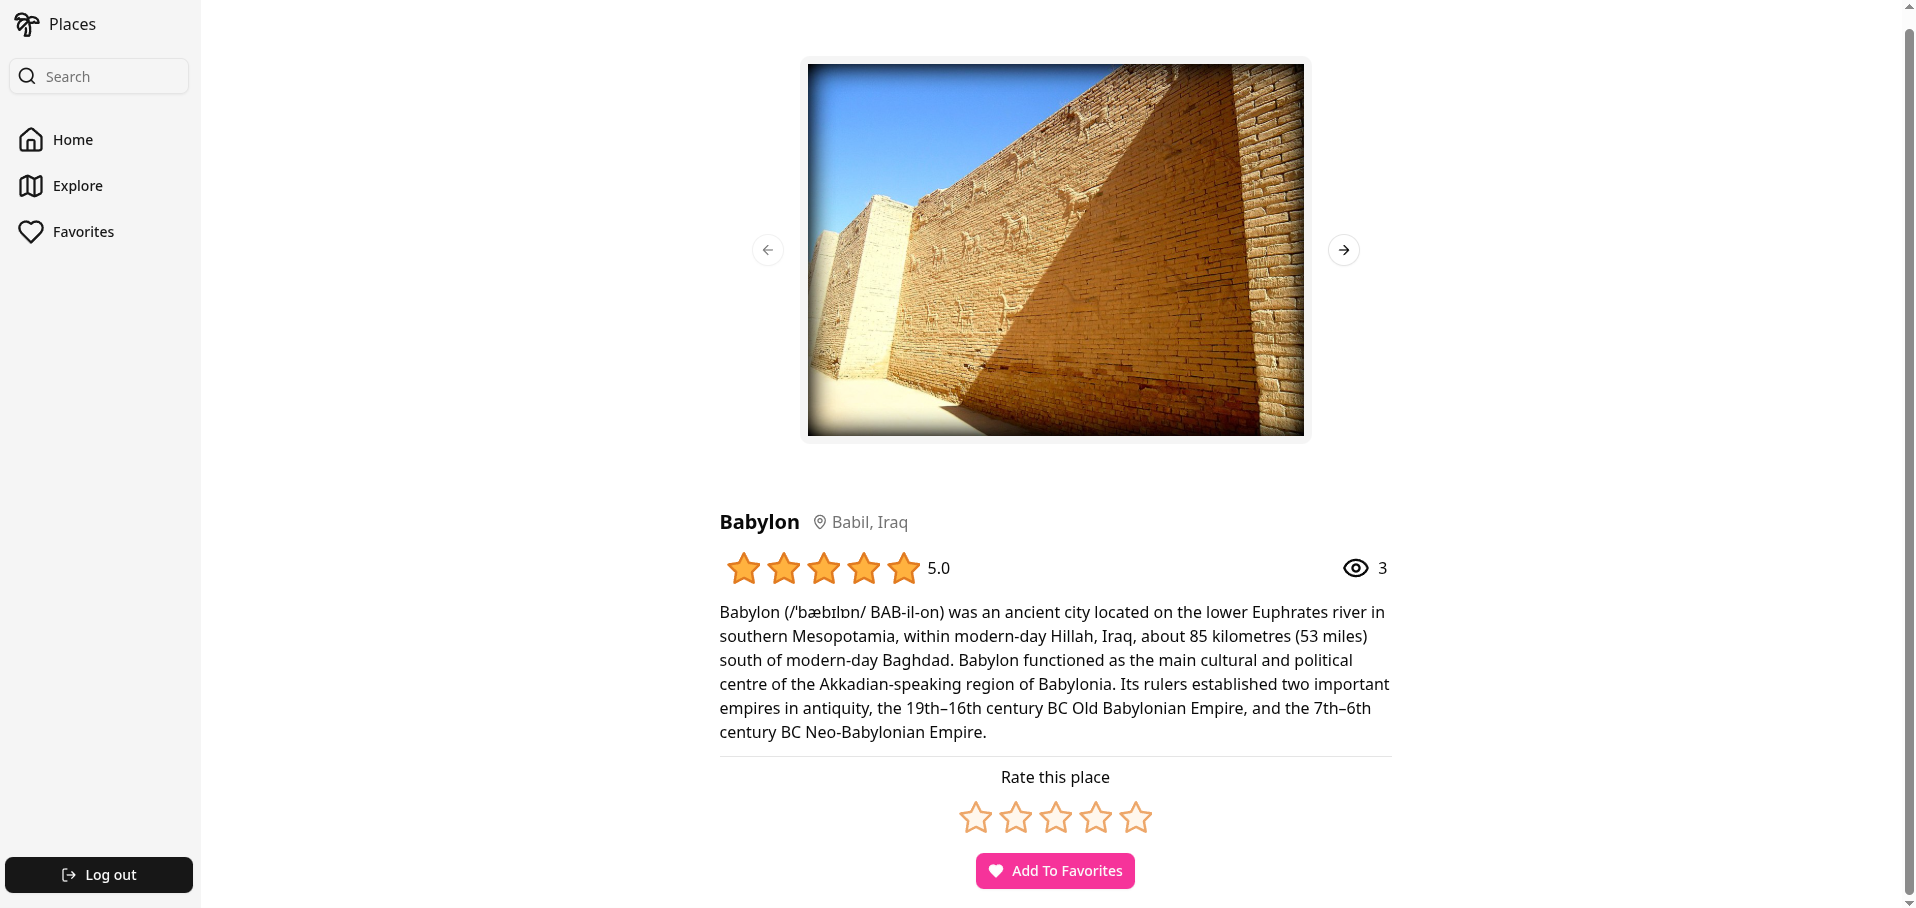 Places
Search
Home
Explore
Favorites
Log out
Babylon
Babil, Iraq
5.0
3
Babylon (/ˈbæbɪlɒn/ BAB-il-on) was an ancient city located on the lower Euphrates river in
southern Mesopotamia, within modern-day Hillah, Iraq, about 85 kilometres (53 miles)
south of modern-day Baghdad. Babylon functioned as the main cultural and political
centre of the Akkadian-speaking region of Babylonia. Its rulers established two important
empires in antiquity, the 19th–16th century BC Old Babylonian Empire, and the 7th–6th
century BC Neo-Babylonian Empire.
Rate this place
Add To Favorites